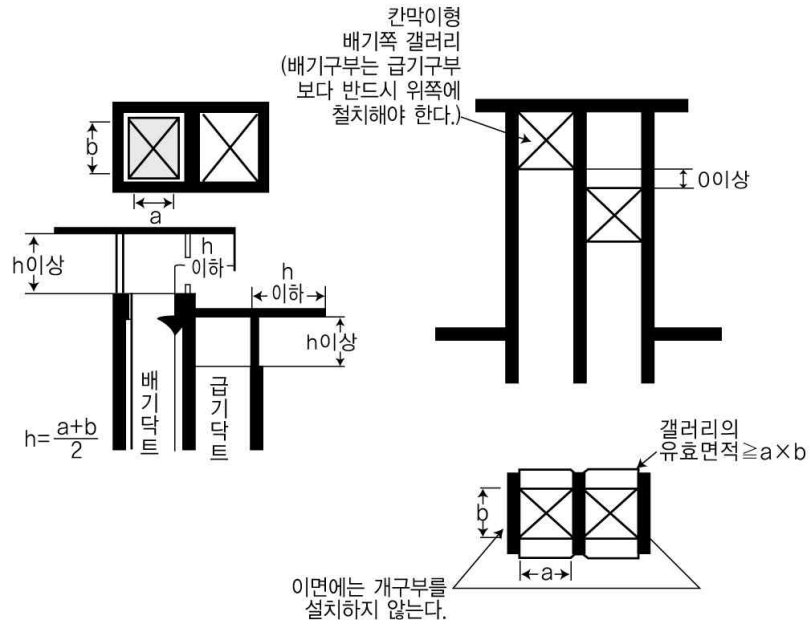 칸막이형
배기쪽 갤러리
(배기구부는 급기구부
보다 반드시 위쪽에
철치해야 한다.)
b
a
0이상
h이상
h
이하
h
이하
h이상
배기닥트
급기닥트
h=a+b/2
갤러리의
유효면적≧a×b
b
a
이면에는 개구부를
설치하지 않는다.